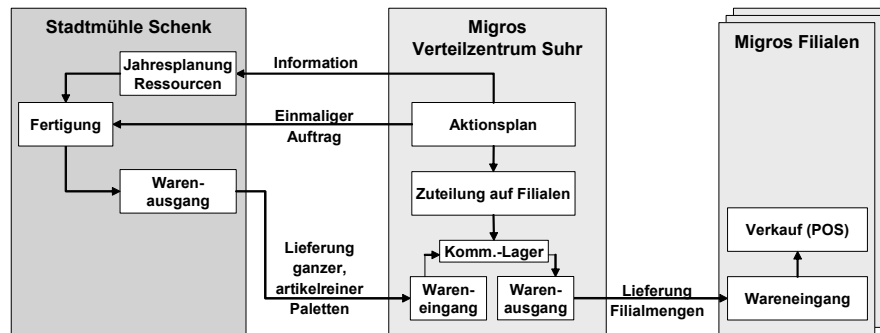 Stadtmühle Schenk
Jahresplanung
Ressourcen
Fertigung
Waren-
ausgang
Information
Einmaliger
Auftrag
Lieferung
ganzer,
artikelreiner
Paletten
Migros
Verteilzentrum Suhr
Aktionsplan
Zuteilung auf Filialen
Komm.-Lager
Waren-
eingang
Waren-
ausgang
Lieferung
Filialmengen
Migros Filialen
Verkauf (POS)
Wareneingang